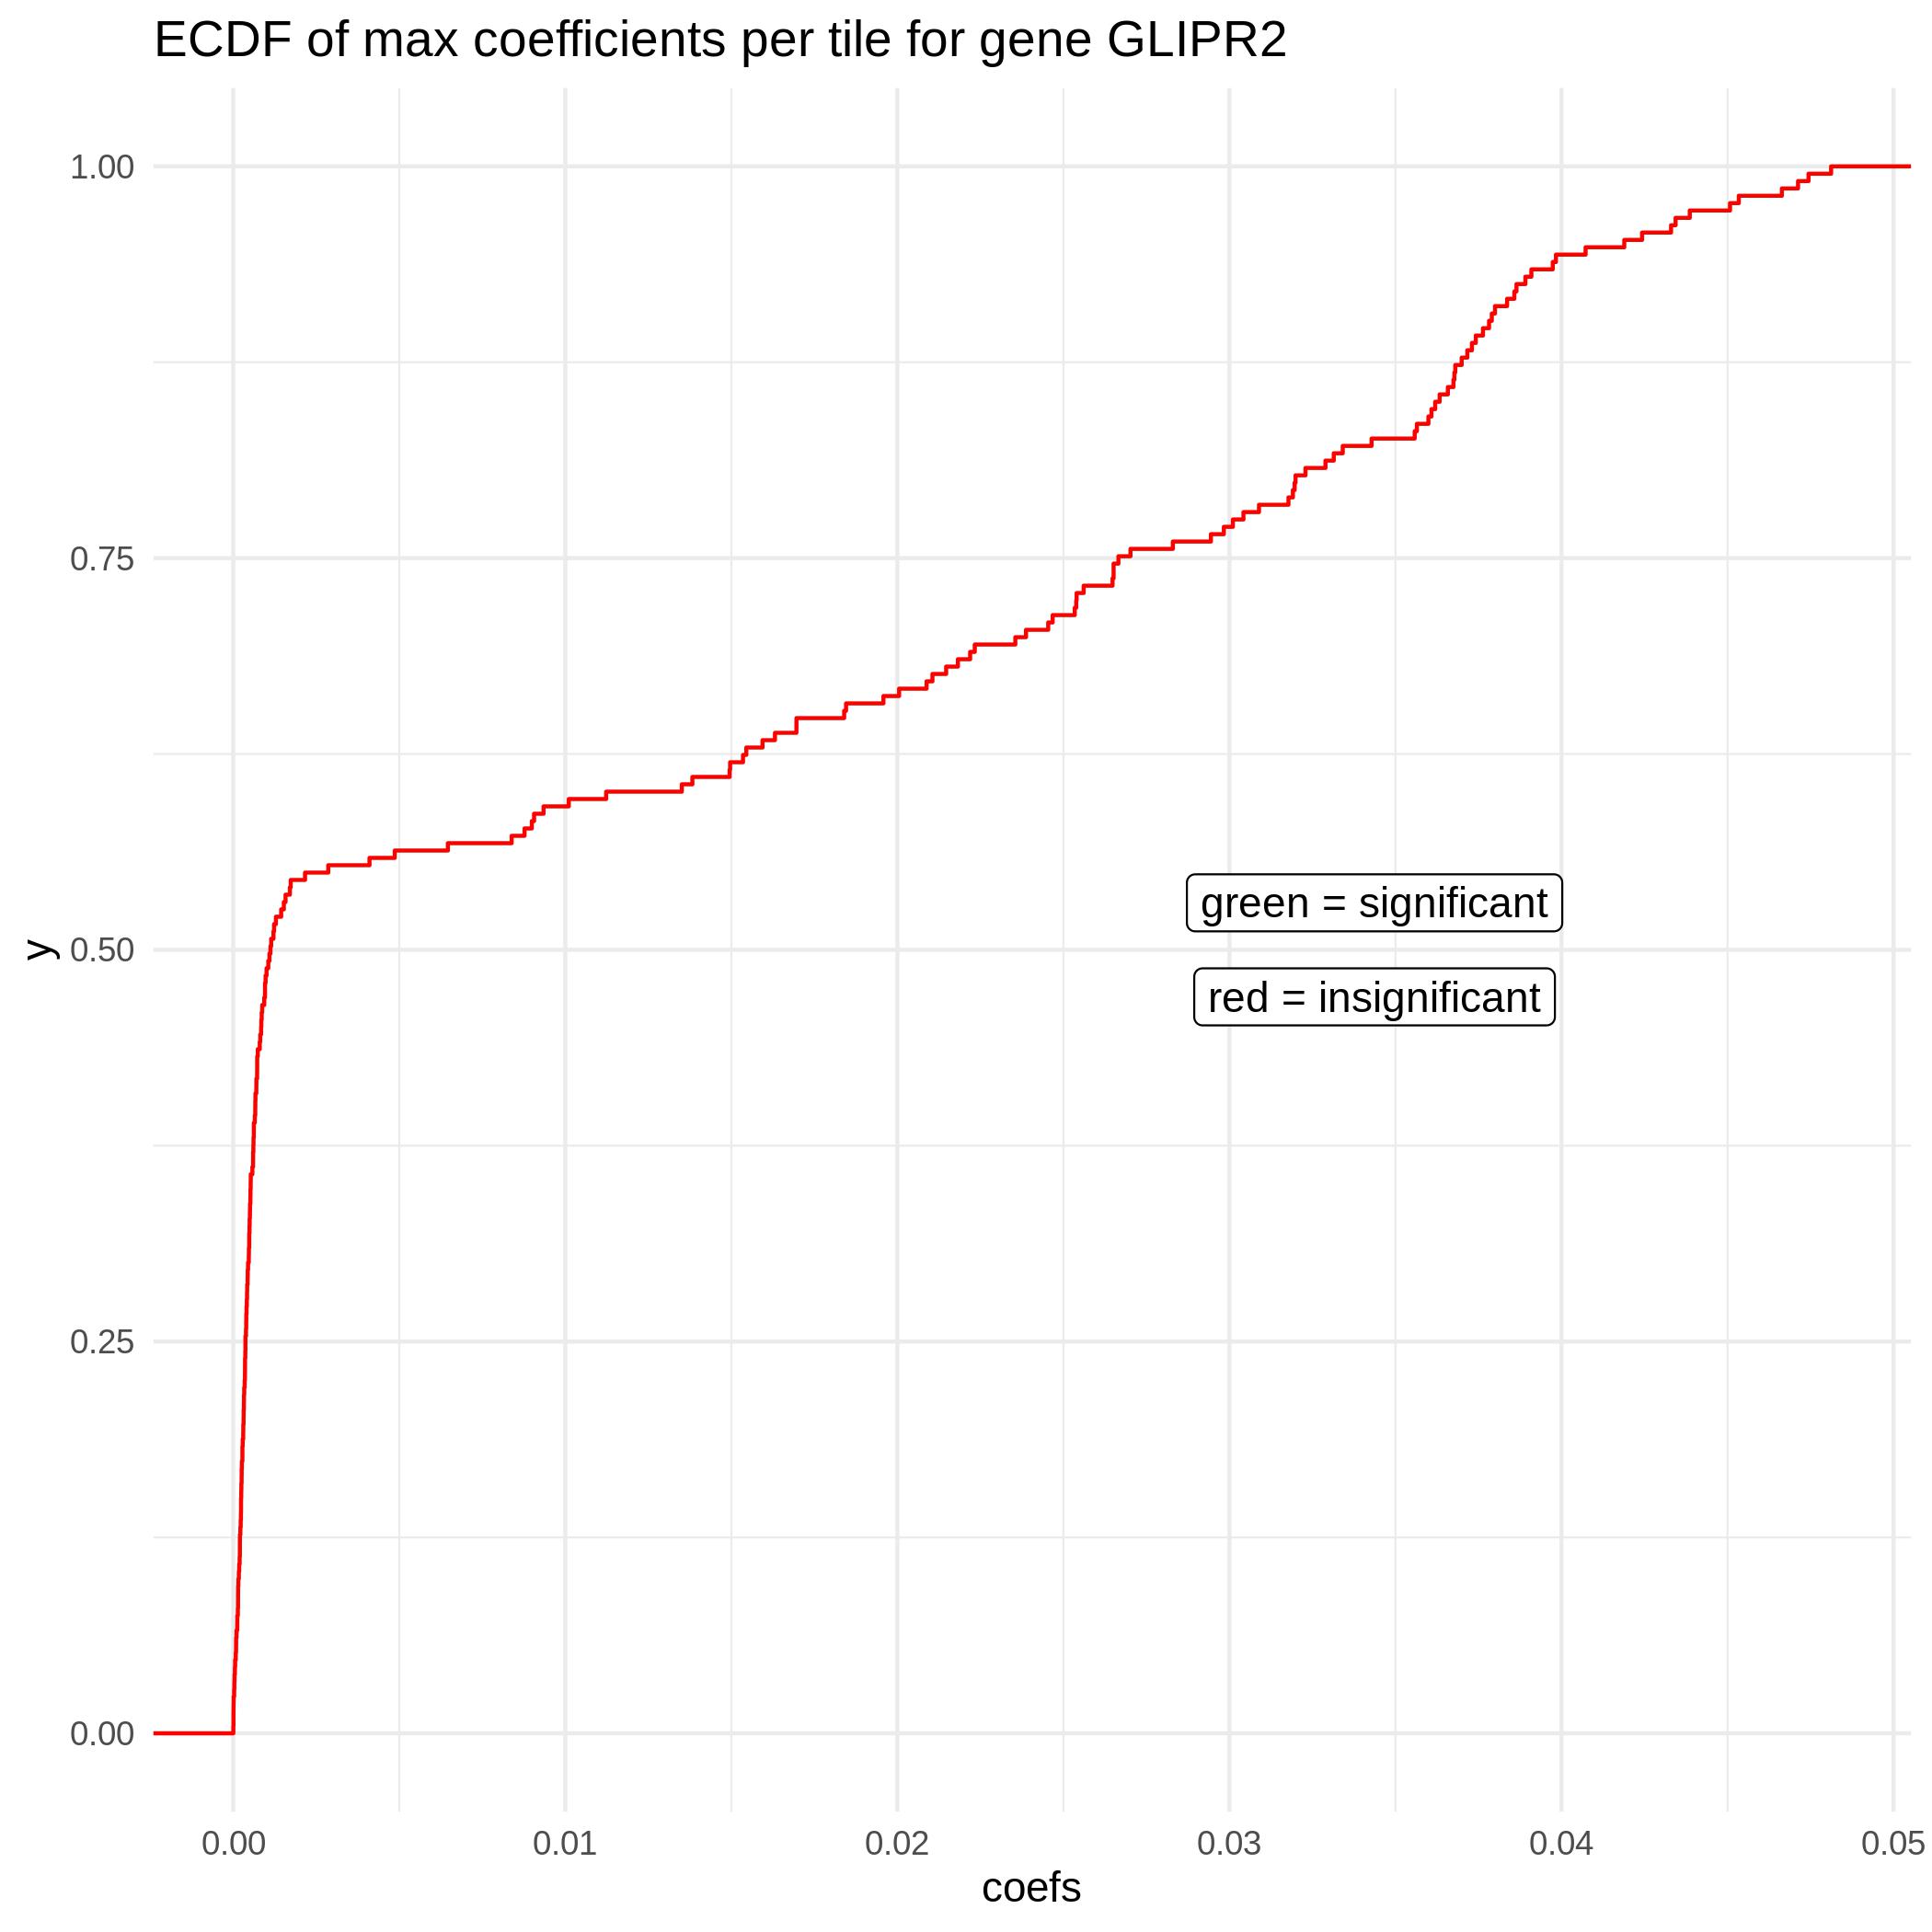 ECDF of max coefficients per tile for gene GLIPR2
1.00
0.75
0.50
0.25
0.00
y
green = significant
red = insignificant
0.00 0.01 0.02 0.03 0.04 0.05
coefs